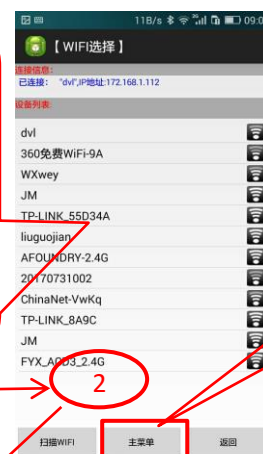 11B/s 09:0
【 WIFI选择 】
连接信息:
已连接: "dvl",IP地址:172.168.1.112
设备列表:
dvl
360免费WiFi-9A
WXwey
JM
TP-LINK_55D34A
liuguojian
AFOUNDRY-2.4G
20170731002
ChinaNet-VwKq
TP-LINK_8A9C
JM
FYX_A003_2.4G
2
扫描WIFI 主菜单 返回